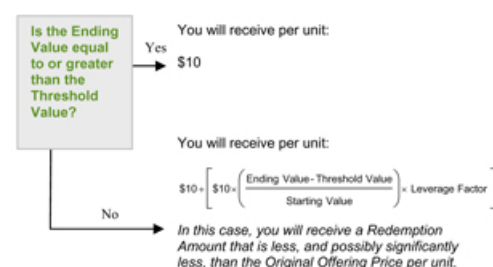 Is the Ending
Value equal
to or greater
than the
Threshold
Value?
Yes
You will receive per unit:
$10
You will receive per unit:
$10+[$10×(Ending Value-Threshold Value
Starting Value)× Leverage Factor]
No
In this case, you will receive a Redemption
Amount that is less, and possibly significantly
less, than the Original Offering Price per unit.